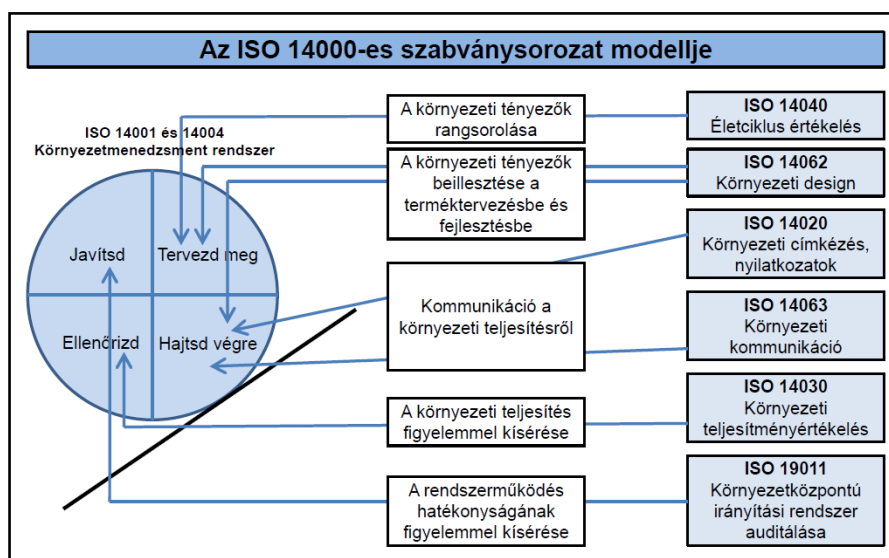 Az ISO 14000-es szabványsorozat modellje
ISO 14001 és 14004
Környezetmenedzsment rendszer
Javítsd
Tervezd meg
Ellenőrizd
Hajtsd végre
A környezeti tényezők
rangsorolása
A környezeti tényezők
beillesztése a
terméktervezésbe és
fejlesztésbe
Kommunikáció a
környezeti teljesítésről
A környezeti teljesítés
figyelemmel kísérése
A rendszerműködés
hatékonyságának
figyelemmel kísérése
ISO 14040
Életciklus értékelés
ISO 14062
Környezeti design
ISO 14020
Környezeti címkézés,
nyilatkozatok
ISO 14063
Környezeti
kommunikáció
ISO 14030
Környezeti
teljesítményértékelés
ISO 19011
Környezetközpontú
irányítási rendszer
auditálása